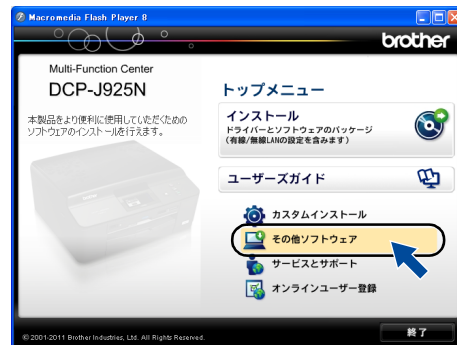 Macromedia Flash Player 8
brother
Multi-Function Center
DCP-J925N
本製品をより便利に使用していただくための
ソフトウェアのインストールを行えます。
トップメニュー
インストール
ドライバーとソフトウェアのパッケージ
(有線/無線LANの設定を含みます)
ユーザーズガイド
カスタムインストール
その他ソフトウェア
サービスとサポート
オンラインユーザー登録
© 2001-2011 Brother Industries, Ltd. All Rights Reserved.
終了